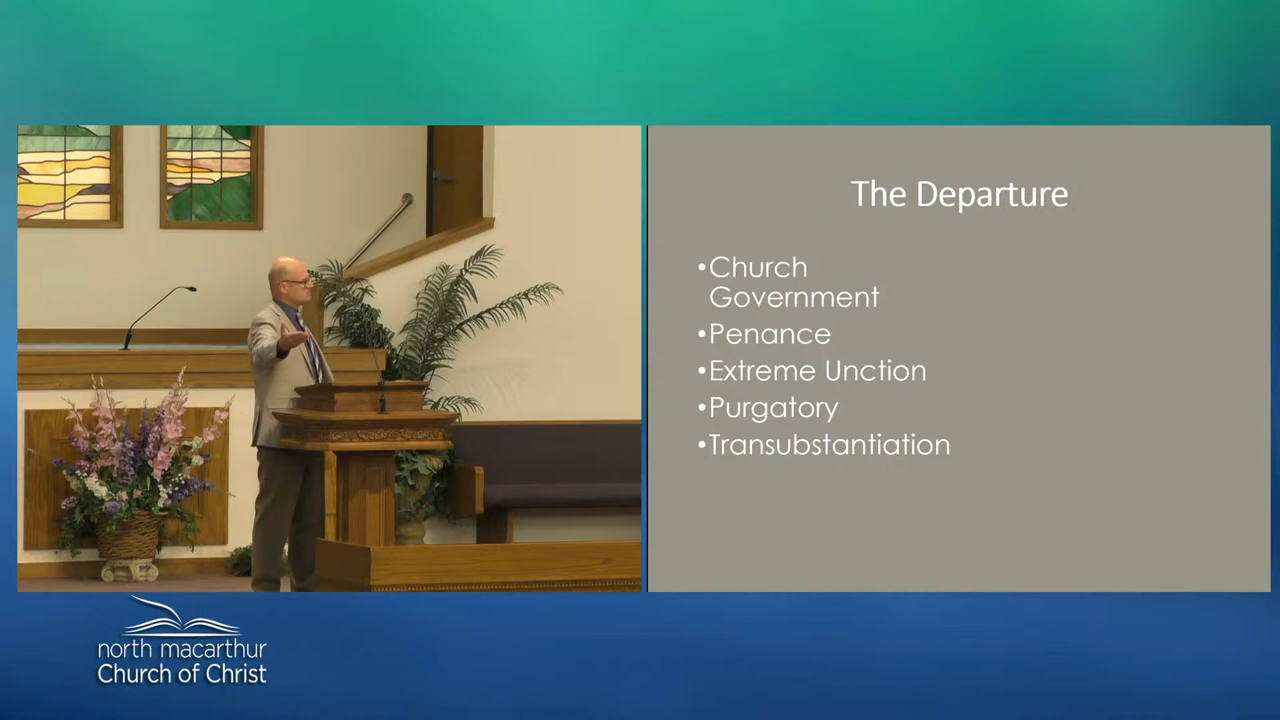 The Departure
•Church
Government
•Penance
•Extreme Unction
•Purgatory
•Transubstantiation
north macarthur
Church of Christ